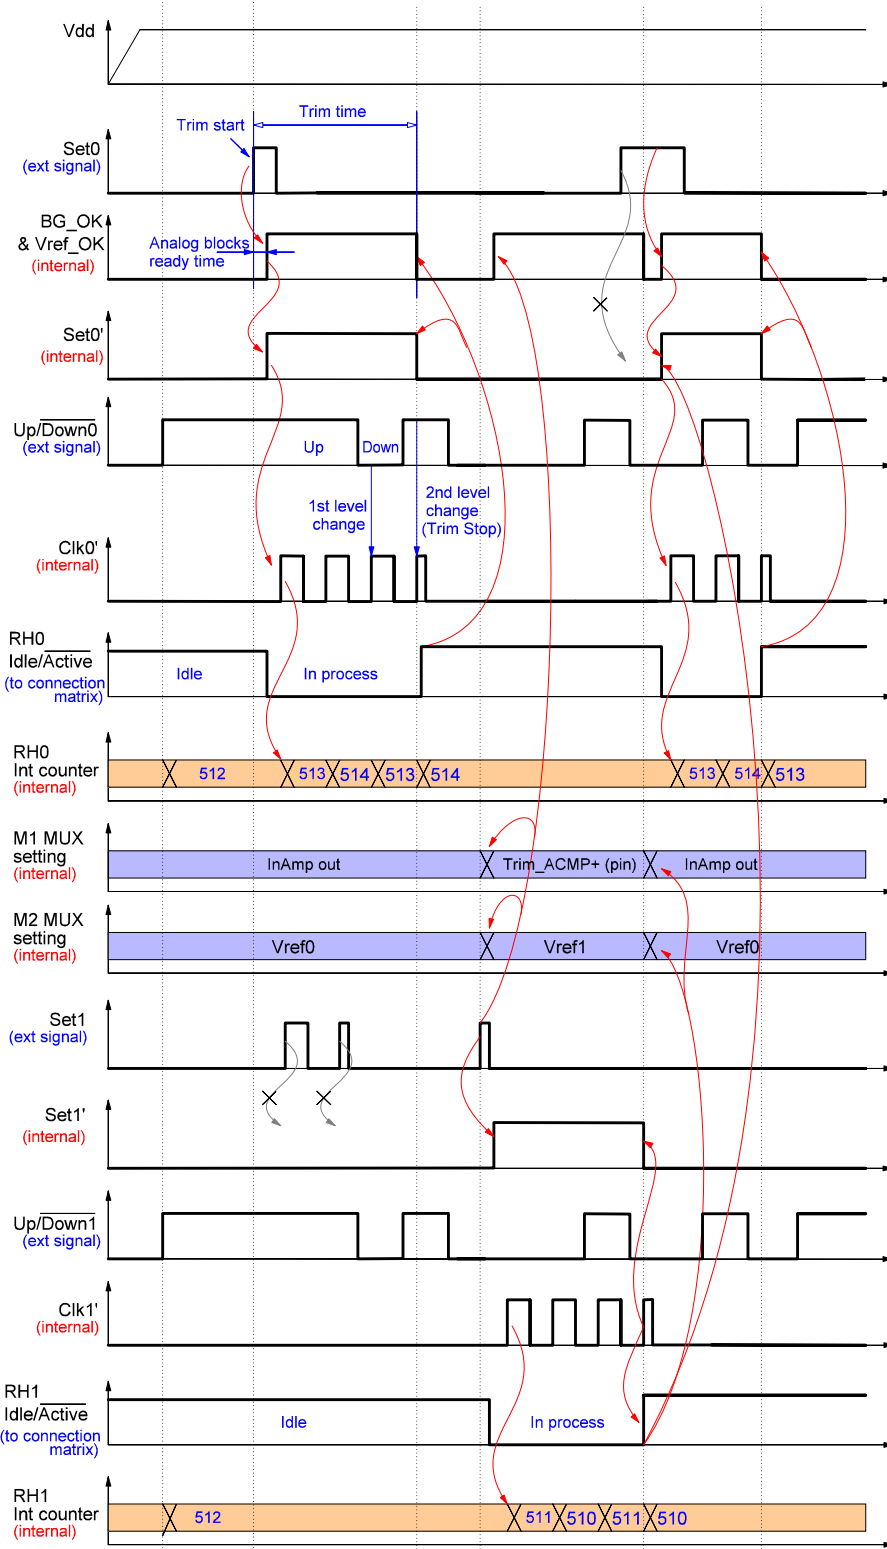 Vdd
Trim time
Trim start
Set0
(ext signal)
BG_OK
& Vref_OK
(internal)
Analog blocks
ready time
Set0'
(internal)
Up/Down0
(ext signal)
Up
Down
1st level
change
2nd level
change
(Trim Stop)
Clk0'
(internal)
RH0
Idle/Active
(to connection
matrix)
Idle
In process
RH0
Int counter
(internal)
512
513
514
513
514
513
514
513
M1 MUX
setting
(internal)
InAmp out
Trim_ACMP+ (pin)
InAmp out
M2 MUX
setting
(internal)
Vref0
Vref1
Vref0
Set1
(ext signal)
Set1'
(internal)
Up/Down1
(ext signal)
Clk1'
(internal)
RH1
Idle/Active
(to connection
matrix)
Idle
In process
RH1
Int counter
(internal)
512
511
510
511
510